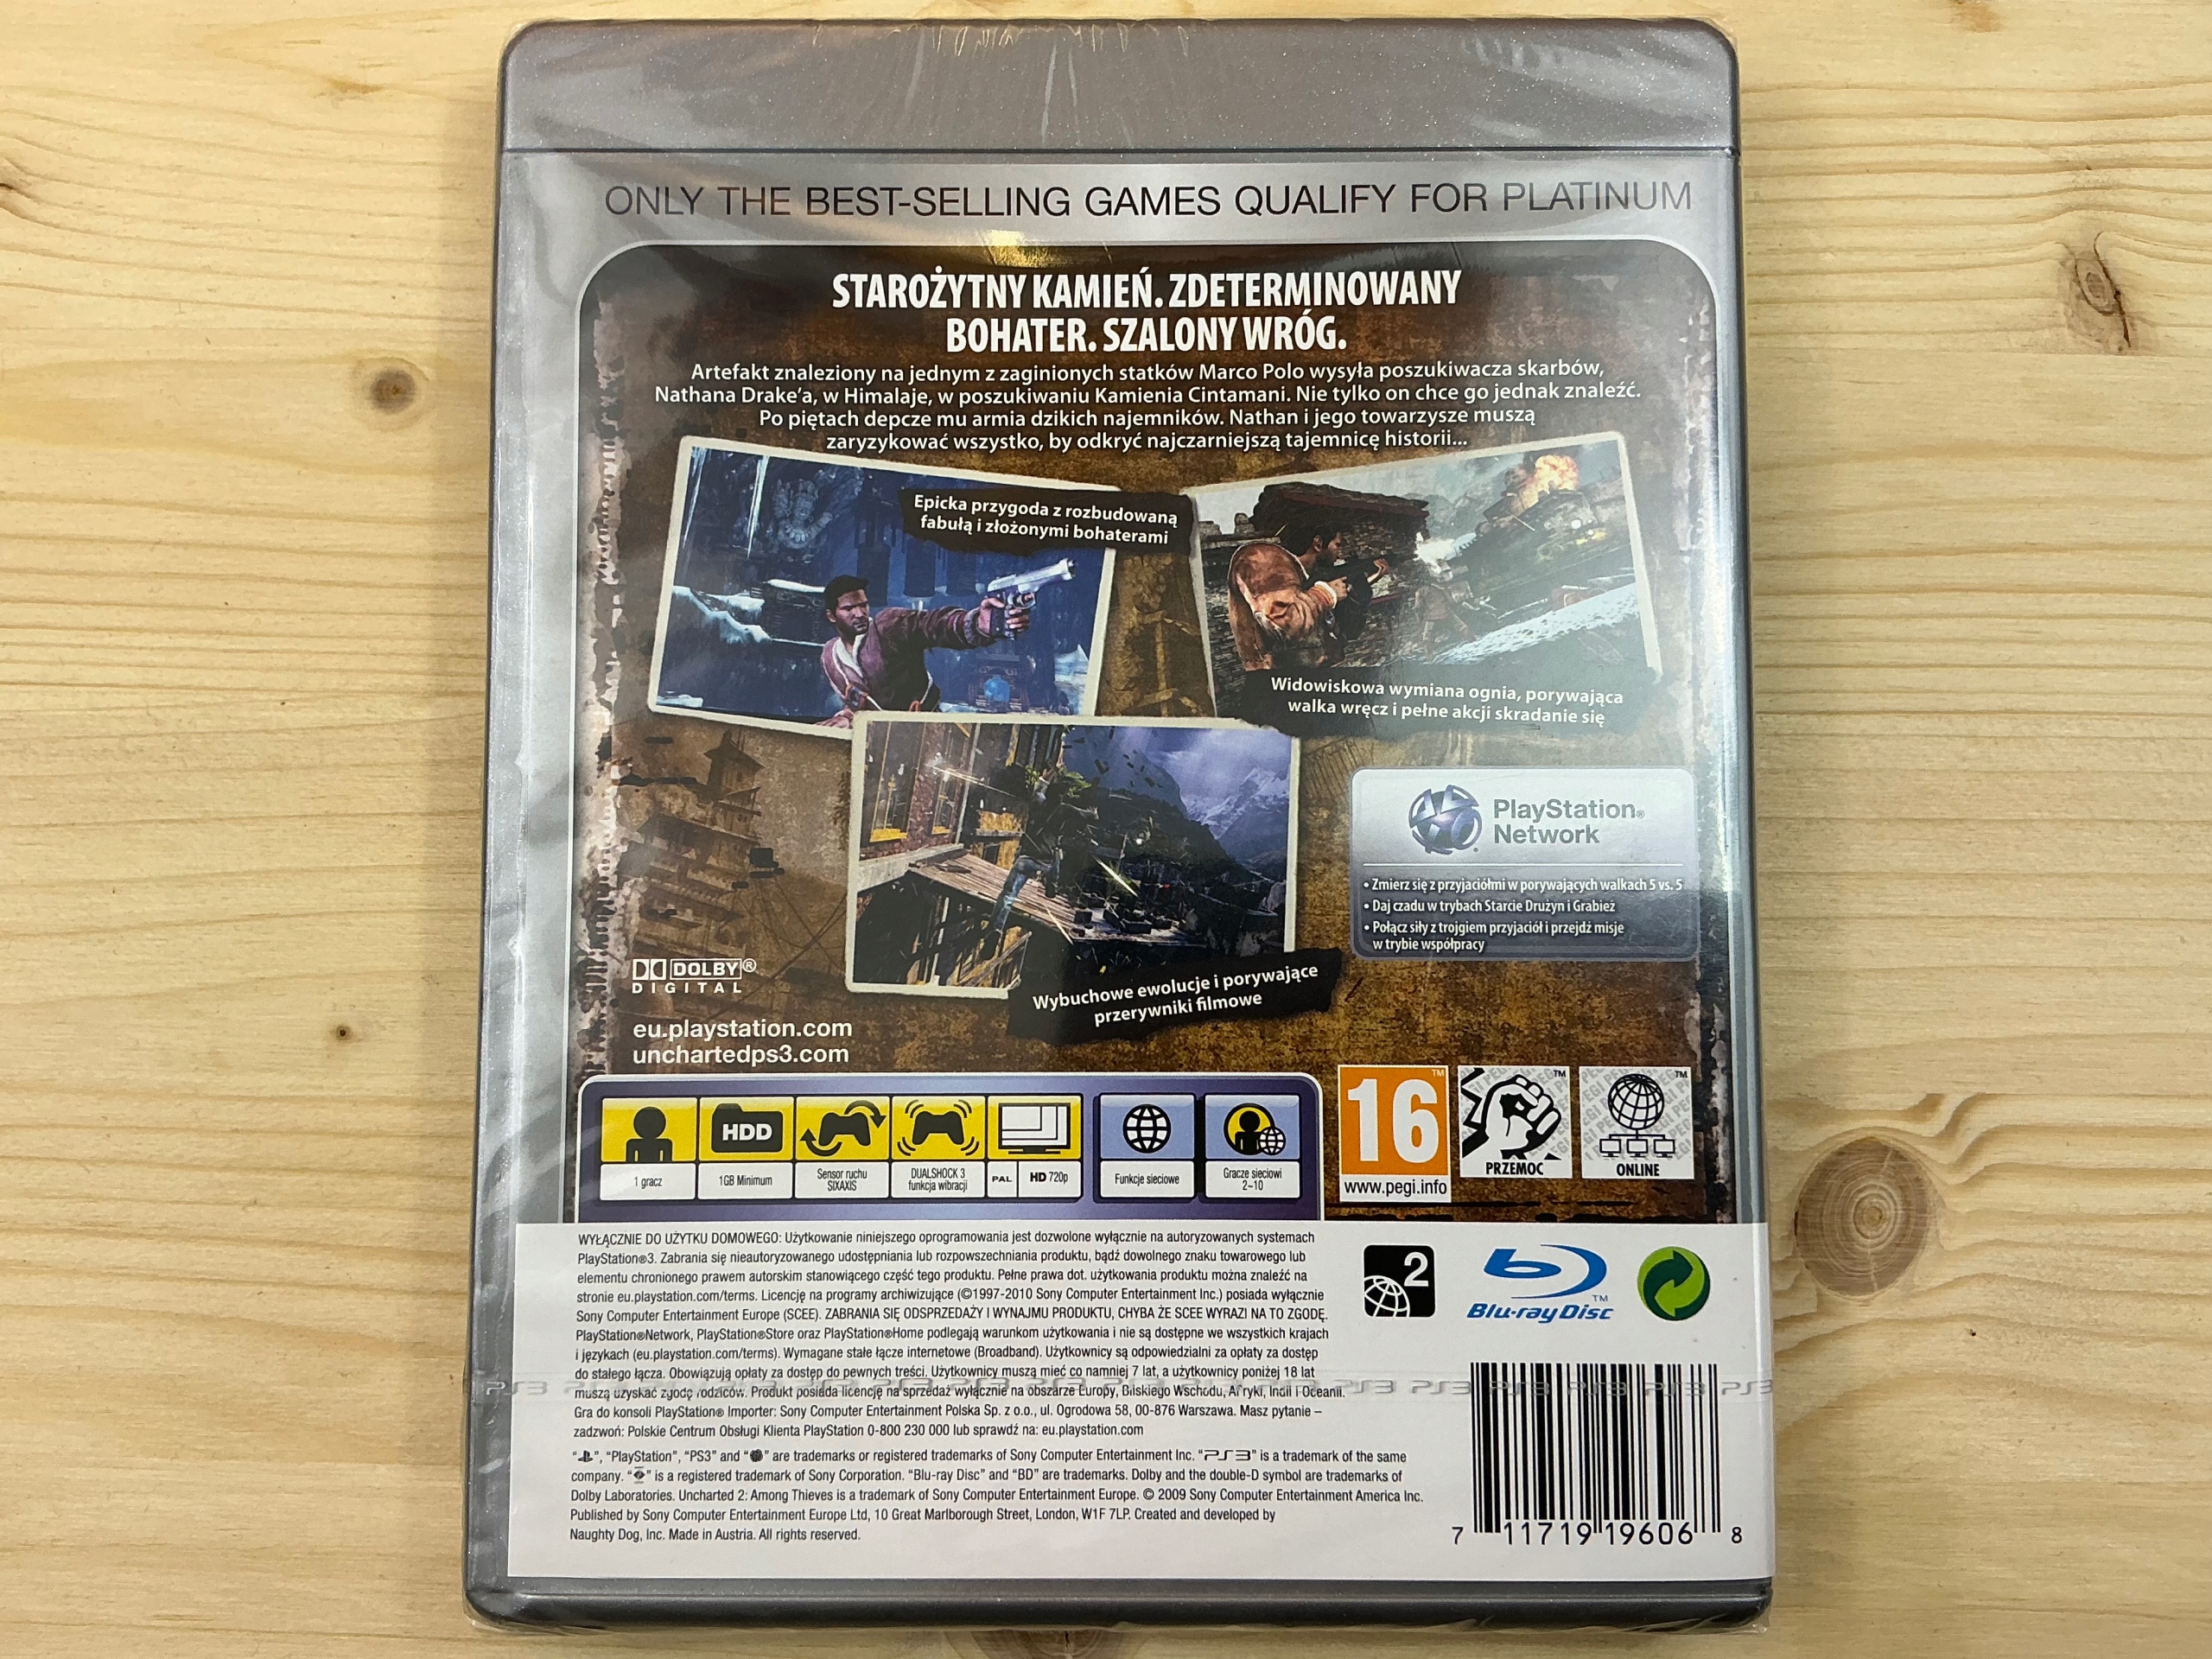 ONLY THE BEST-SELLING GAMES QUALIFY FOR PLATINUM
STAROŻYTNY KAMIEŃ. ZDETERMINOWANY
BOHATER. SZALONY WRÓG.
Artefakt znaleziony na jednym z zaginionych statków Marco Polo wysyła poszukiwacza skarbów,
Nathana Drake'a, w Himalaje, w poszukiwaniu Kamienia Cintamani. Nie tylko on chce go jednak znaleźć.
Po piętach depcze mu armia dzikich najemników. Nathan i jego towarzysze muszą
zaryzykować wszystko, by odkryć najczarniejszą tajemnicę historii...
Epicka przygoda z rozbudowaną
fabułą i złożonymi bohaterami
Widowiskowa wymiana ognia, porywająca
walka wręcz i pełne akcji skradanie się
PlayStation®
Network
• Zmierz się z przyjaciółmi w porywających walkach 5 vs. 5
• Daj czadu w trybach Starcie Drużyn i Grabież
• Połącz siły z trojgiem przyjaciół i przejdź misje
w trybie współpracy
Wybuchowe ewolucje i porywające
przerywniki filmowe
DOLBY®
DIGITAL
eu.playstation.com
unchartedps3.com
HDD
1 gracz
1GB Minimum
Sensor ruchu
SIXAXIS
DUALSHOCK 3
funkcja wibracji
PAL
HD 720p
Funkcje sieciowe
Gracze sieciowi
2–10
16™
www.pegi.info
PRZEMOC
ONLINE
WYŁĄCZNIE DO UŻYTKU DOMOWEGO: Użytkowanie niniejszego oprogramowania jest dozwolone wyłącznie na autoryzowanych systemach
PlayStation®3. Zabrania się nieautoryzowanego udostępniania lub rozpowszechniania produktu, bądź dowolnego znaku towarowego lub
elementu chronionego prawem autorskim stanowiącego część tego produktu. Pełne prawa dot. użytkowania produktu można znaleźć na
stronie eu.playstation.com/terms. Licencję na programy archiwizujące (©1997-2010 Sony Computer Entertainment Inc.) posiada wyłącznie
Sony Computer Entertainment Europe (SCEE). ZABRANIA SIĘ ODSPRZEDAŻY I WYNAJMU PRODUKTU, CHYBA ŻE SCEE WYRAZI NA TO ZGODĘ.
PlayStation®Network, PlayStation®Store oraz PlayStation®Home podlegają warunkom użytkowania i nie są dostępne we wszystkich krajach
i językach (eu.playstation.com/terms). Wymagane stałe łącze internetowe (Broadband). Użytkownicy są odpowiedzialni za opłaty za dostęp
do stałego łącza. Obowiązują opłaty za dostęp do pewnych treści. Użytkownicy muszą mieć co namniej 7 lat, a użytkownicy poniżej 18 lat
muszą uzyskać zgodę rodziców. Produkt posiada licencję na sprzedaż wyłącznie na obszarze Europy, Bliskiego Wschodu, Afryki, Indii i Oceanii.
Gra do konsoli PlayStation® Importer: Sony Computer Entertainment Polska Sp. z o.o., ul. Ogrodowa 58, 00-876 Warszawa. Masz pytanie –
zadzwoń: Polskie Centrum Obsługi Klienta PlayStation 0-800 230 000 lub sprawdź na: eu.playstation.com
"", "PlayStation", "PS3" and "" are trademarks or registered trademarks of Sony Computer Entertainment Inc. "PS3" is a trademark of the same
company. "" is a registered trademark of Sony Corporation. "Blu-ray Disc" and "BD" are trademarks. Dolby and the double-D symbol are trademarks of
Dolby Laboratories. Uncharted 2: Among Thieves is a trademark of Sony Computer Entertainment Europe. © 2009 Sony Computer Entertainment America Inc.
Published by Sony Computer Entertainment Europe Ltd, 10 Great Marlborough Street, London, W1F 7LP. Created and developed by
Naughty Dog, Inc. Made in Austria. All rights reserved.
2
Blu-ray Disc™
PS3 PS3 PS3 PS3 PS3 PS3
7 11719 19606 8